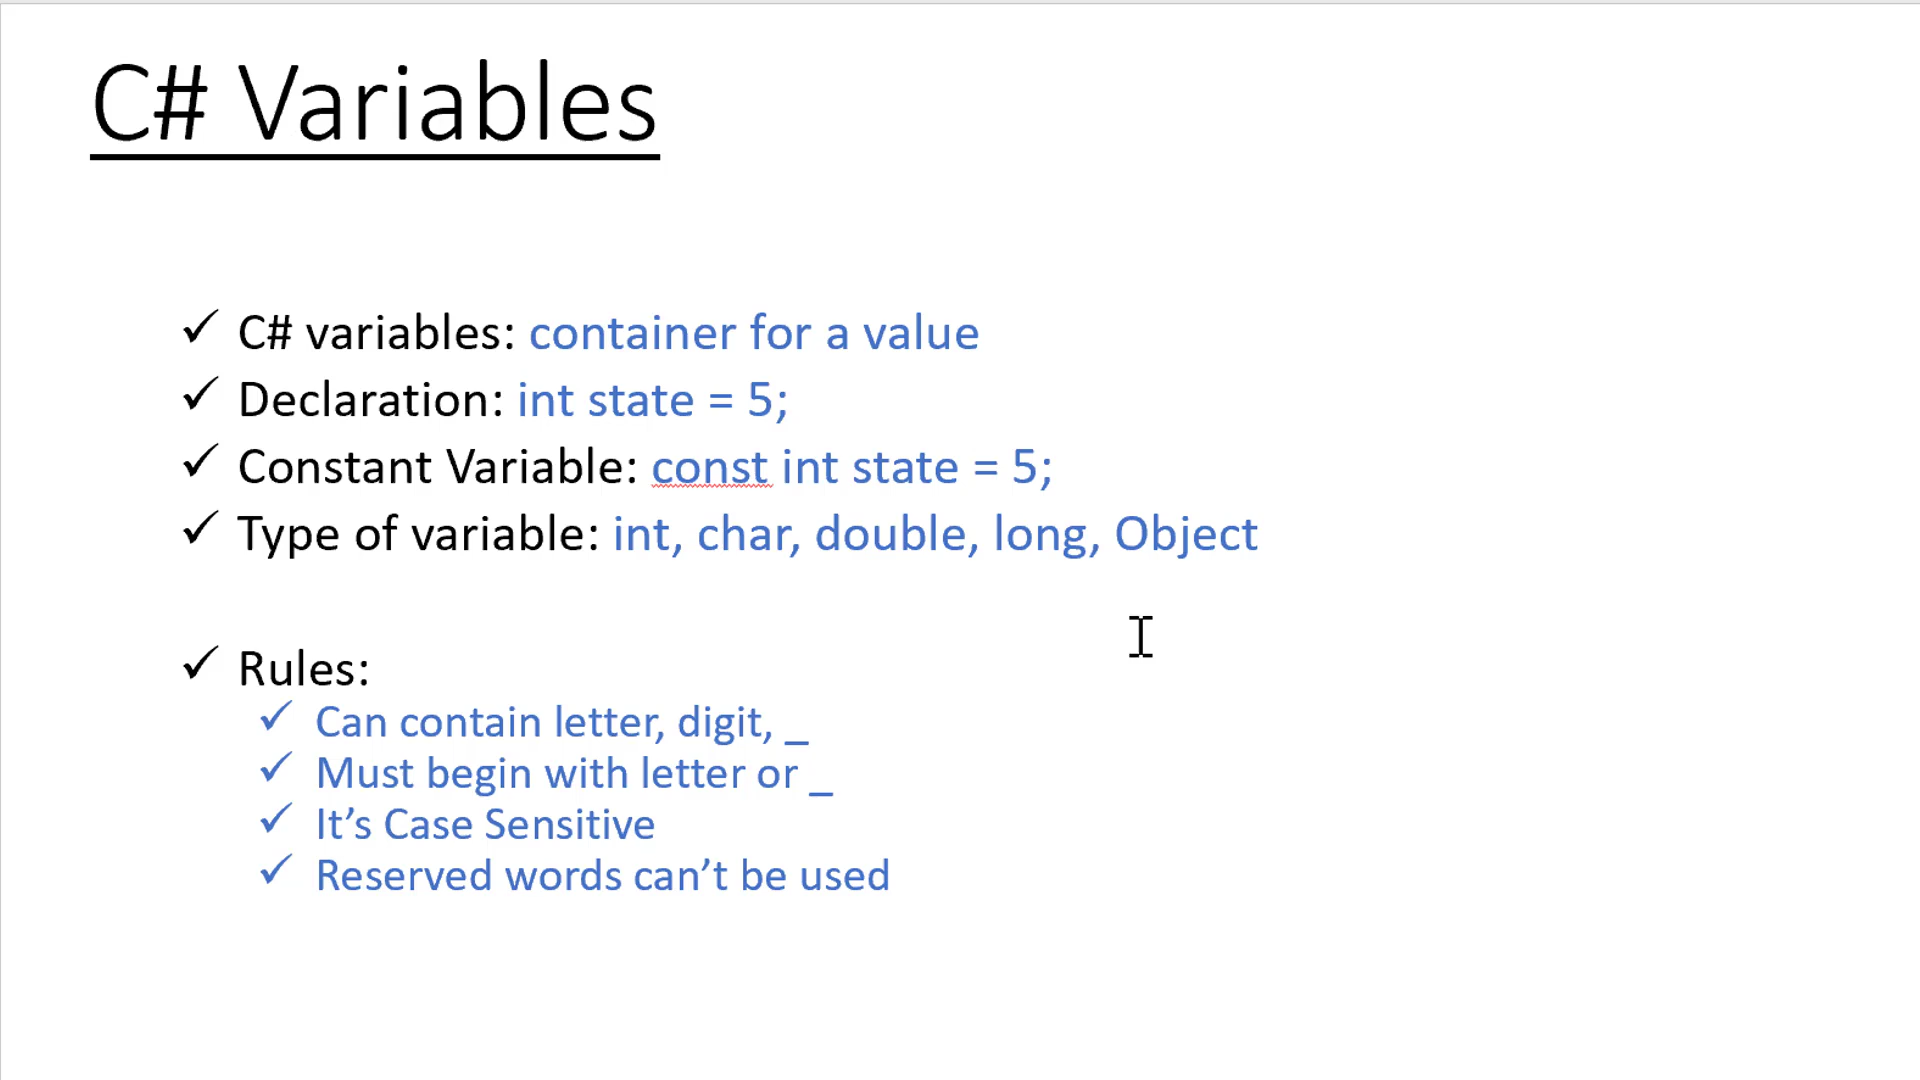 C# Variables
C# variables: container for a value
Declaration: int state = 5;
Constant Variable: const int state = 5;
Type of variable: int, char, double, long, Object
Rules:
Can contain letter, digit, _
Must begin with letter or _
It’s Case Sensitive
Reserved words can’t be used